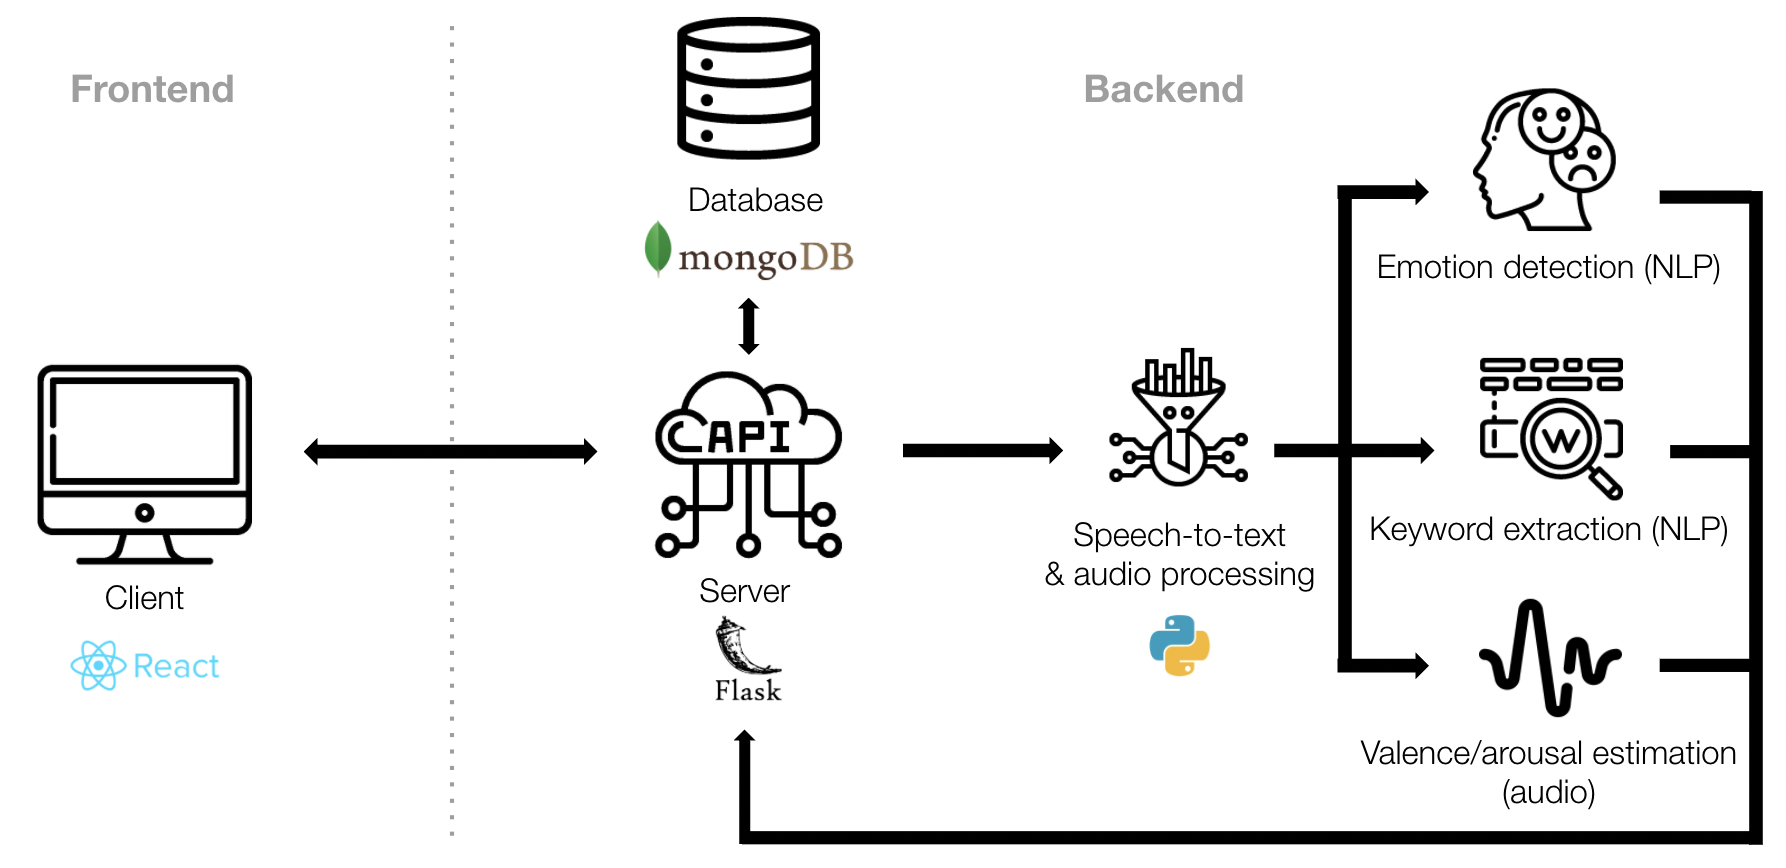 Frontend
Backend
Database
mongoDB
Emotion detection (NLP)
API
W
Keyword extraction (NLP)
Speech-to-text
& audio processing
Client
React
Server
Flask
Valence/arousal estimation
(audio)